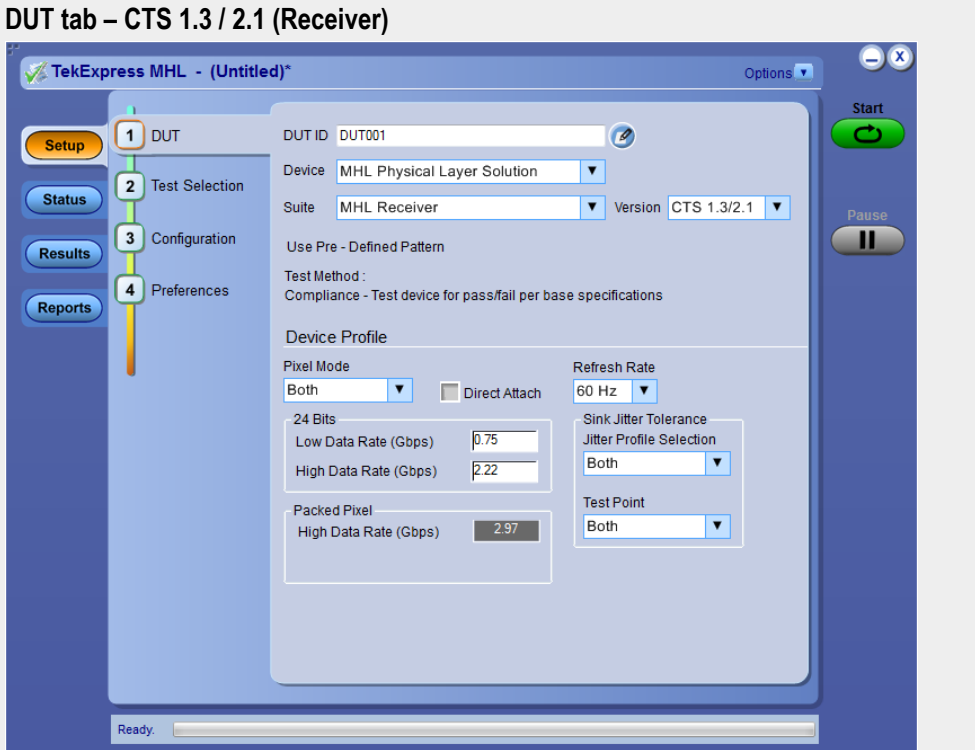 DUT tab – CTS 1.3 / 2.1 (Receiver)
TekExpress MHL - (Untitled)*
Options
x
Start
Pause
Setup
Status
Results
Reports
1 DUT
2 Test Selection
3 Configuration
4 Preferences
DUT ID DUT001
Device MHL Physical Layer Solution
Suite MHL Receiver Version CTS 1.3/2.1
Use Pre - Defined Pattern
Test Method :
Compliance - Test device for pass/fail per base specifications
Device Profile
Pixel Mode
Both
Direct Attach
Refresh Rate
60 Hz
24 Bits
Low Data Rate (Gbps) 0.75
High Data Rate (Gbps) 2.22
Packed Pixel
High Data Rate (Gbps) 2.97
Sink Jitter Tolerance
Jitter Profile Selection
Both
Test Point
Both
Ready.